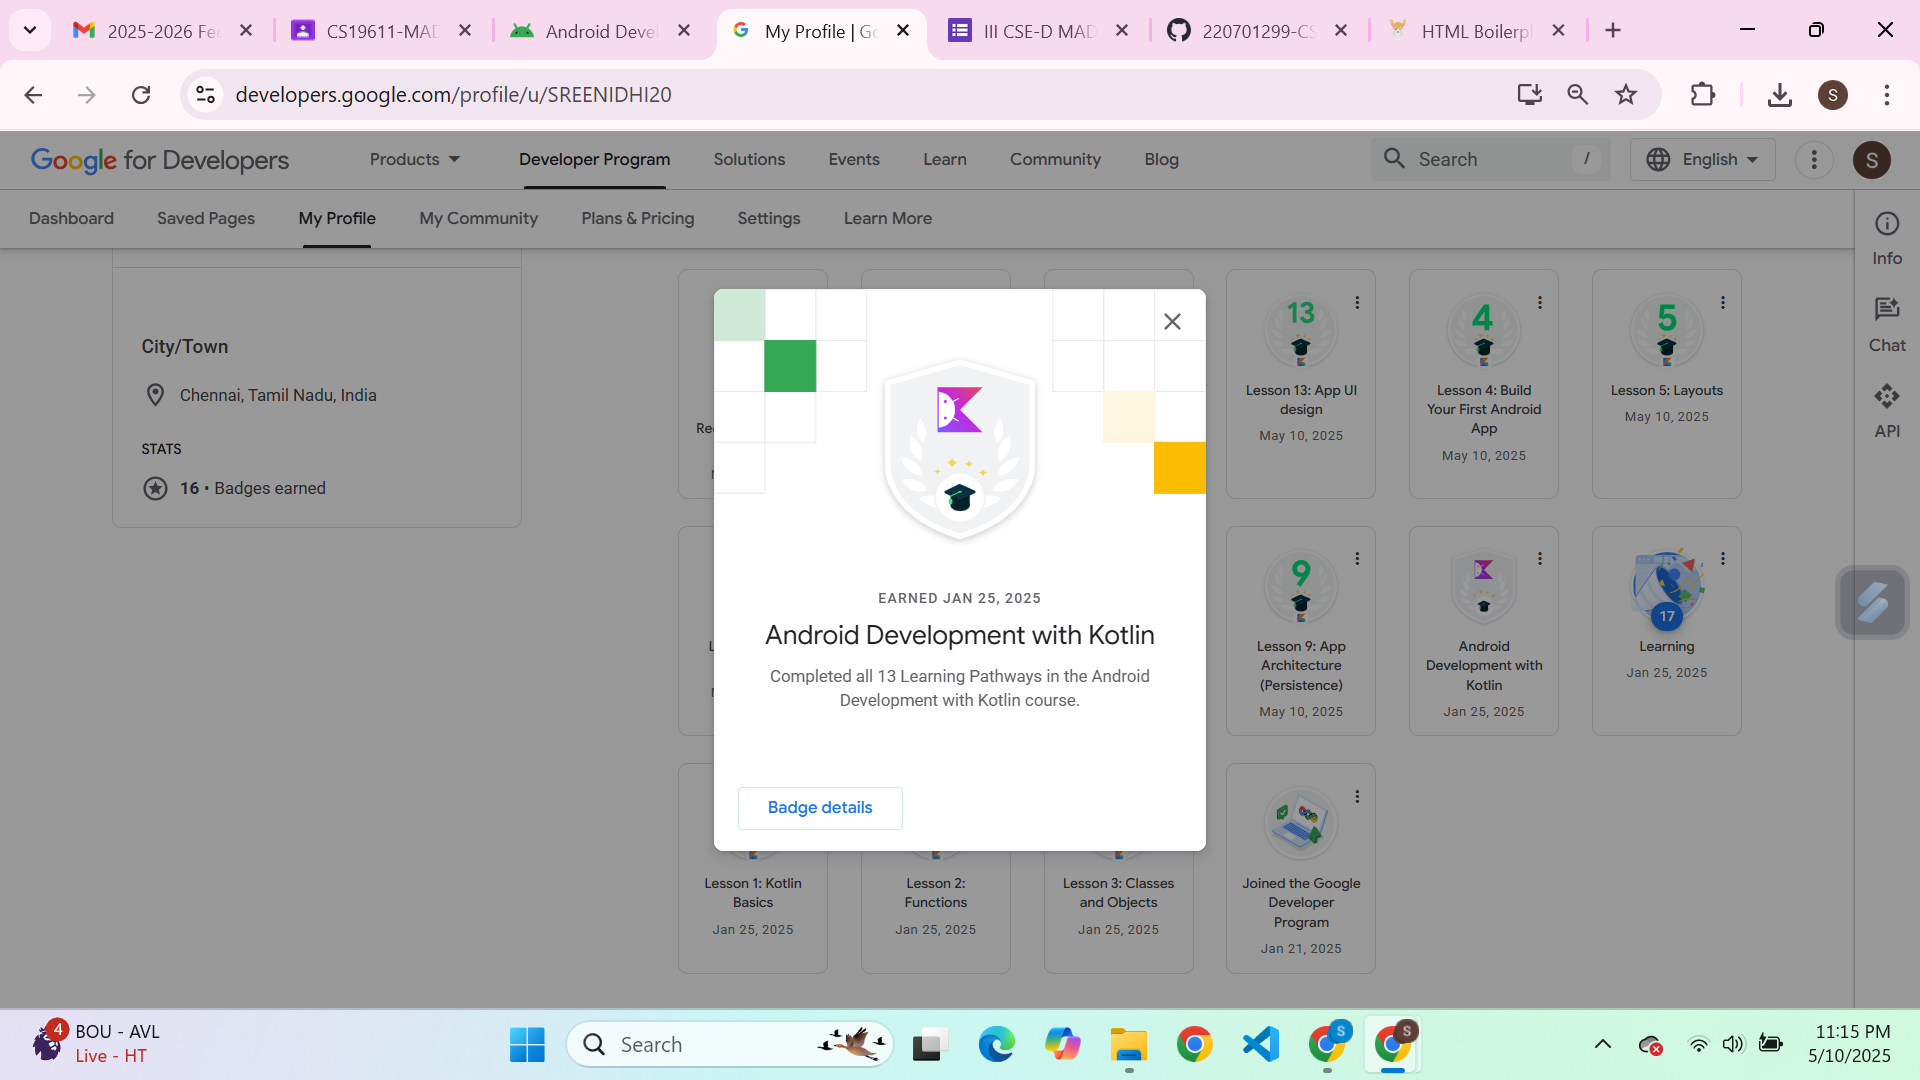 2025-2026 Fe
CS19611-MAD
Android Devel
My Profile | Go
III CSE-D MAD
220701299-CS
HTML Boilerpl
developers.google.com/profile/u/SREENIDHI20
S
Google for Developers
Products
Developer Program
Solutions
Events
Learn
Community
Blog
Search
/
English
S
Dashboard
Saved Pages
My Profile
My Community
Plans & Pricing
Settings
Learn More
Info
Chat
API
City/Town
Chennai, Tamil Nadu, India
STATS
16 • Badges earned
13
Lesson 13: App UI
design
May 10, 2025
4
Lesson 4: Build
Your First Android
App
May 10, 2025
5
Lesson 5: Layouts
May 10, 2025
EARNED JAN 25, 2025
Android Development with Kotlin
Completed all 13 Learning Pathways in the Android
Development with Kotlin course.
Badge details
9
Lesson 9: App
Architecture
(Persistence)
May 10, 2025
Android
Development with
Kotlin
Jan 25, 2025
17
Learning
Jan 25, 2025
Lesson 1: Kotlin
Basics
Jan 25, 2025
Lesson 2:
Functions
Jan 25, 2025
Lesson 3: Classes
and Objects
Jan 25, 2025
Joined the Google
Developer
Program
Jan 21, 2025
4
BOU - AVL
Live - HT
Search
S
S
11:15 PM
5/10/2025